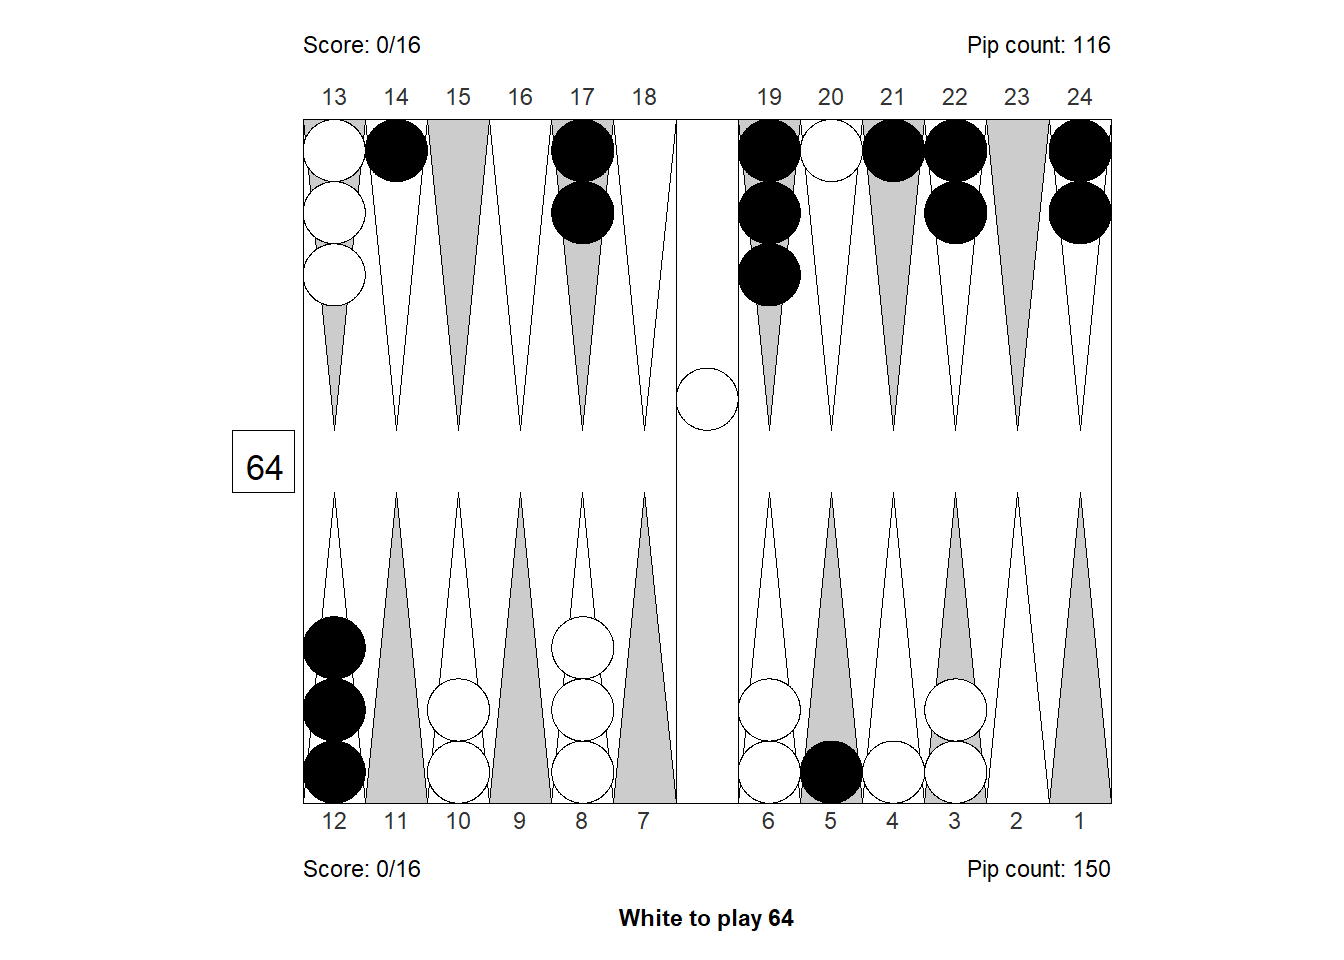 Score: 0/16 Pip count: 116
13 14 15 16 17 18 19 20 21 22 23 24
64
12 11 10 9 8 7 6 5 4 3 2 1
Score: 0/16 Pip count: 150
White to play 64